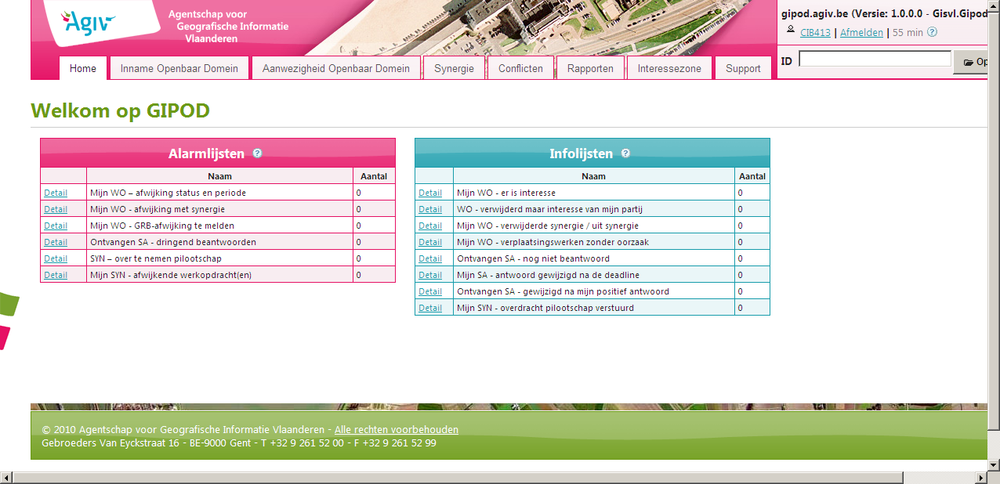 Agiv
Agentschap voor
Geografische Informatie
Vlaanderen
gipod.agiv.be (Versie: 1.0.0.0 - Gisvl.Gipod
CIB413 | Afmelden | 55 min ?
ID
Op
Home
Inname Openbaar Domein
Aanwezigheid Openbaar Domein
Synergie
Conflicten
Rapporten
Interessezone
Support
Welkom op GIPOD
Alarmlijsten ?
Naam Aantal
Detail Mijn WO – afwijking status en periode 0
Detail Mijn WO - afwijking met synergie 0
Detail Mijn WO - GRB-afwijking te melden 0
Detail Ontvangen SA - dringend beantwoorden 0
Detail SYN – over te nemen pilootschap 0
Detail Mijn SYN - afwijkende werkopdracht(en) 0
Infolijsten ?
Naam Aantal
Detail Mijn WO - er is interesse 0
Detail WO - verwijderd maar interesse van mijn partij 0
Detail Mijn WO - verwijderde synergie / uit synergie 0
Detail Mijn WO - verplaatsingswerken zonder oorzaak 0
Detail Ontvangen SA - nog niet beantwoord 0
Detail Mijn SA - antwoord gewijzigd na de deadline 0
Detail Ontvangen SA - gewijzigd na mijn positief antwoord 0
Detail Mijn SYN - overdracht pilootschap verstuurd 0
© 2010 Agentschap voor Geografische Informatie Vlaanderen - Alle rechten voorbehouden
Gebroeders Van Eyckstraat 16 - BE-9000 Gent - T +32 9 261 52 00 - F +32 9 261 52 99